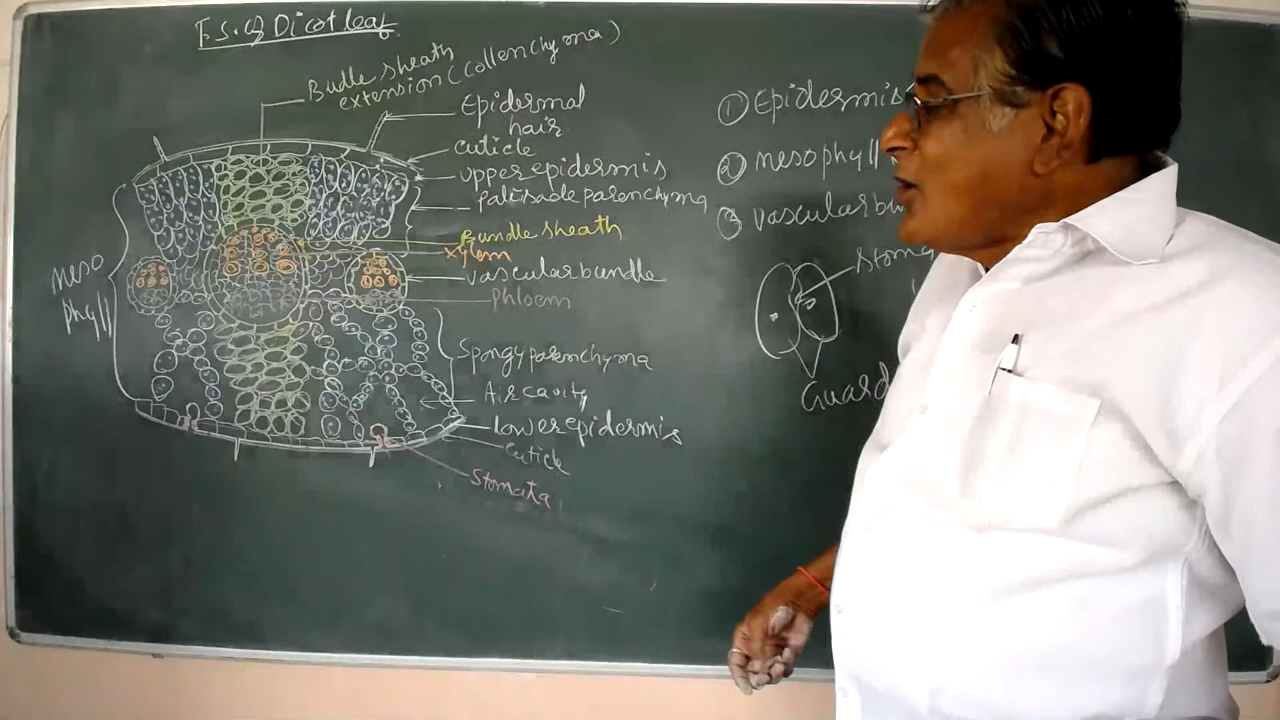 T.S. of Dicot leaf
Budle sheath
extension (collenchyma)
Epidermal
hair
cuticle
upper epidermis
palisade parenchyma
Bundle sheath
xylem
vascular bundle
phloem
meso
phyll
Spongy parenchyma
Air cavity
Lower epidermis
cuticle
Stomata
① Epidermis
② mesophyll
③ vascular bu
Stoma
Guard